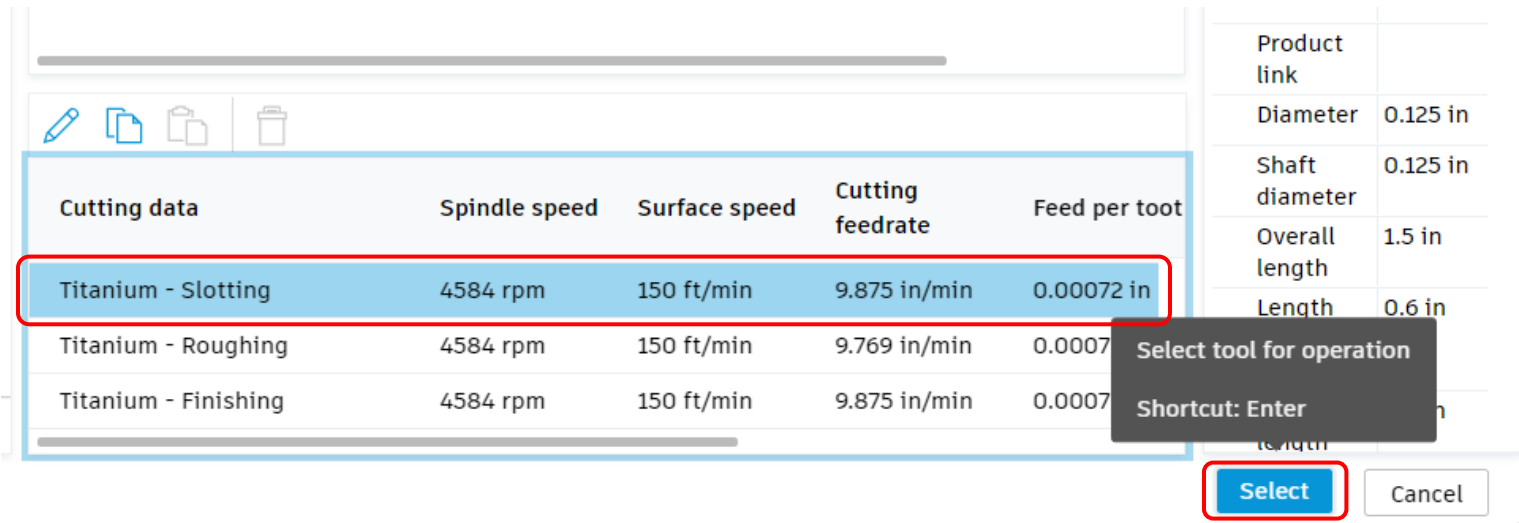 Product
link
Diameter 0.125 in
Shaft 0.125 in
diameter
Overall 1.5 in
length
Length 0.6 in
Cutting data Spindle speed Surface speed Cutting feedrate Feed per toot
Titanium - Slotting 4584 rpm 150 ft/min 9.875 in/min 0.00072 in
Titanium - Roughing 4584 rpm 150 ft/min 9.769 in/min 0.0007
Titanium - Finishing 4584 rpm 150 ft/min 9.875 in/min 0.0007
Select tool for operation
Shortcut: Enter
length
Select Cancel